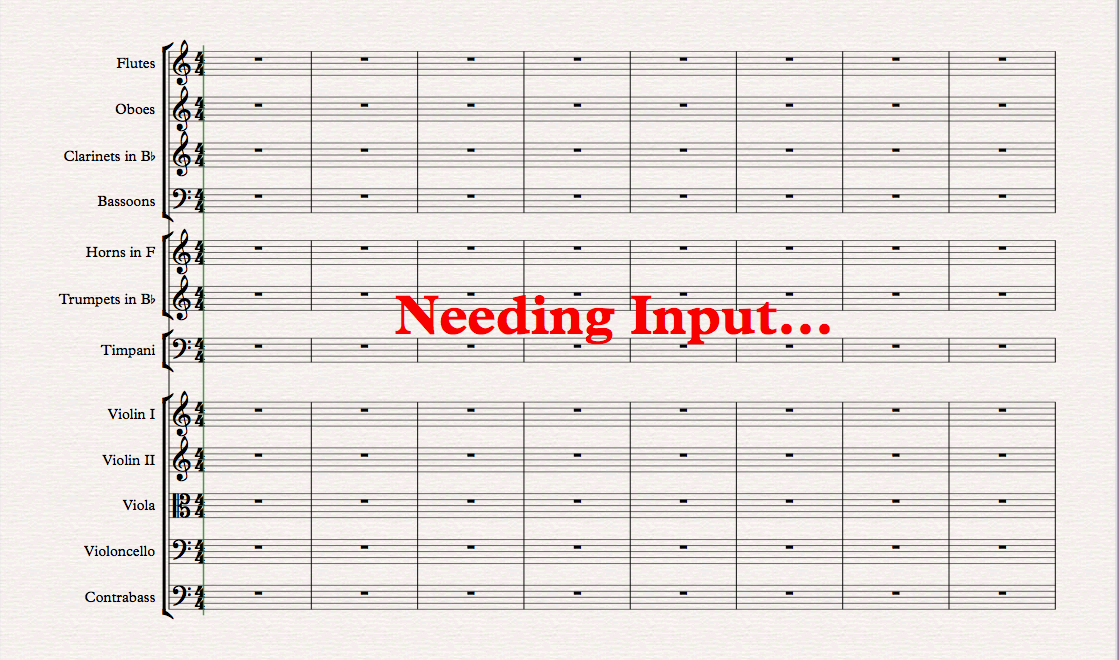 Flutes
Oboes
Clarinets in B♭
Bassoons
Horns in F
Trumpets in B♭
Needing Input...
Timpani
Violin I
Violin II
Viola
Violoncello
Contrabass